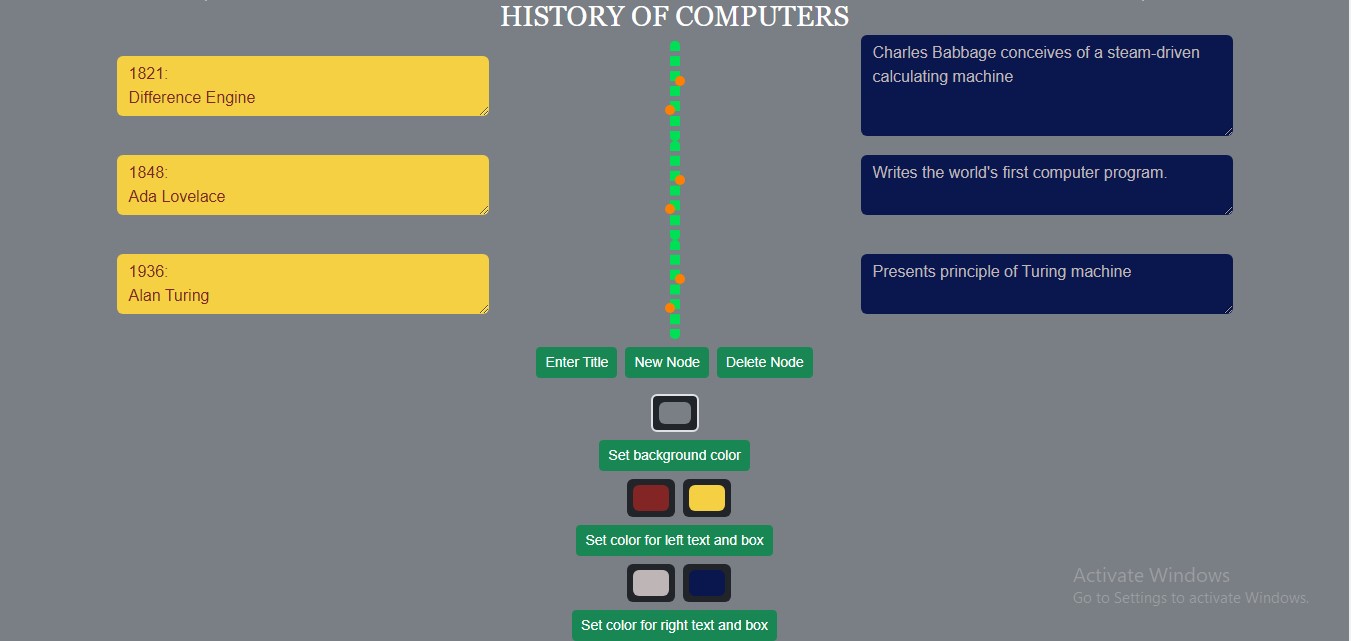 HISTORY OF COMPUTERS
1821:
Difference Engine
Charles Babbage conceives of a steam-driven
calculating machine
1848:
Ada Lovelace
Writes the world's first computer program.
1936:
Alan Turing
Presents principle of Turing machine
Enter Title
New Node
Delete Node
Set background color
Set color for left text and box
Set color for right text and box
Activate Windows
Go to Settings to activate Windows.